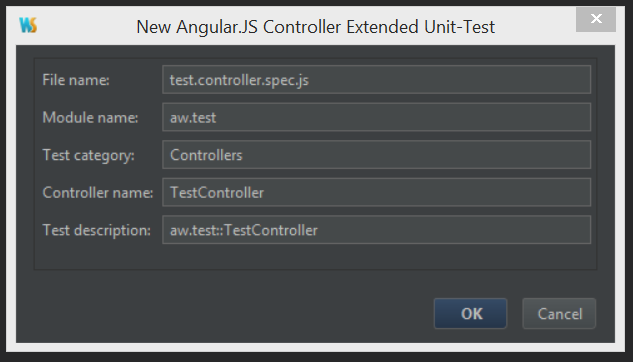 WS New Angular.JS Controller Extended Unit-Test
File name: test.controller.spec.js
Module name: aw.test
Test category: Controllers
Controller name: TestController
Test description: aw.test::TestController
OK Cancel